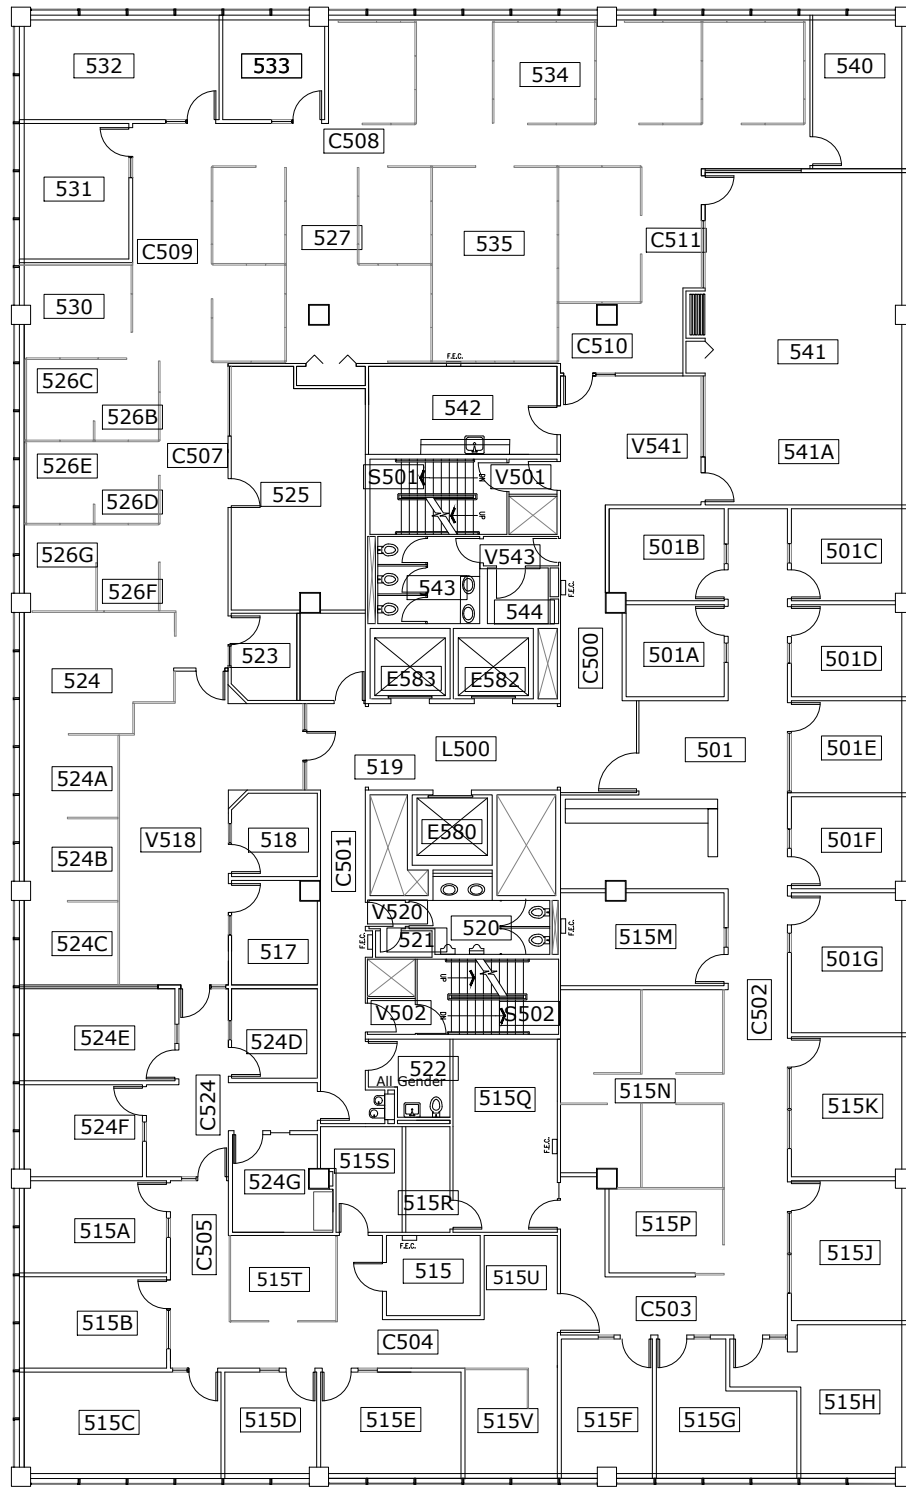 532
533
534
540
C508
531
527
535
C509
C511
530
C510
541
F.E.C.
526C
542
526B
V541
C507
526E
S501
DN
V501
541A
525
526D
UP
501B
501C
526G
V543
543
F.E.C.
526F
544
C500
523
501A
501D
524
E583
E582
L500
501
501E
519
524A
E580
V518
518
C501
501F
524B
V520
520
F.E.C.
524C
517
F.E.C.
521
515M
501G
UP
C502
V502
DN
S502
524E
524D
522
All Gender
515Q
515N
515K
C524
524F
F.E.C.
515S
524G
515R
515P
515A
C505
F.E.C.
515
515U
515J
515T
515B
C503
C504
515C
515D
515E
515V
515F
515G
515H